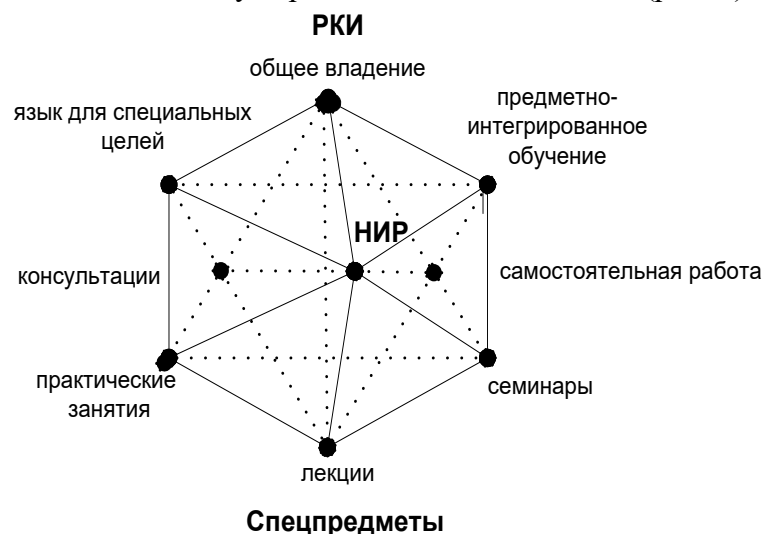 РКИ
общее владение
язык для специальных
целей
предметно-
интегрированное
обучение
НИР
консультации
самостоятельная работа
практические
занятия
семинары
лекции
Спецпредметы